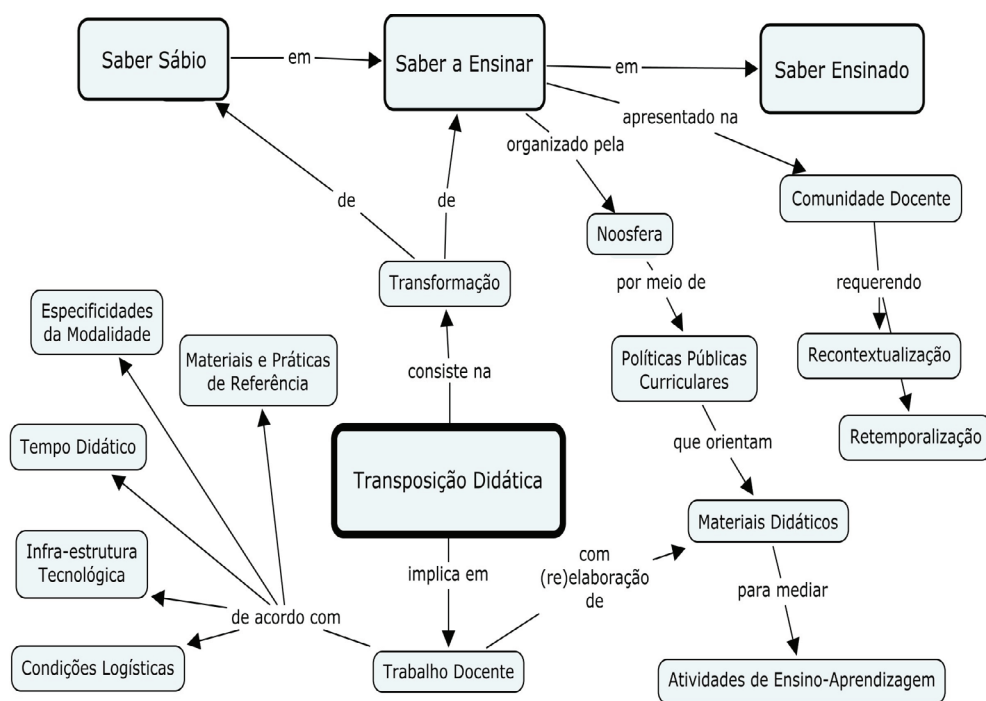 Saber Sábio
em
Saber a Ensinar
em
Saber Ensinado
apresentado na
organizado pela
de
de
Comunidade Docente
Noosfera
Transformação
por meio de
requerendo
Especificidades
da Modalidade
Materiais e Práticas
de Referência
consiste na
Políticas Públicas
Curriculares
Recontextualização
Tempo Didático
Transposição Didática
que orientam
Retemporalização
Materiais Didáticos
Infra-estrutura
Tecnológica
implica em
com
(re)elaboração
de
para mediar
de acordo com
Condições Logísticas
Trabalho Docente
Atividades de Ensino-Aprendizagem